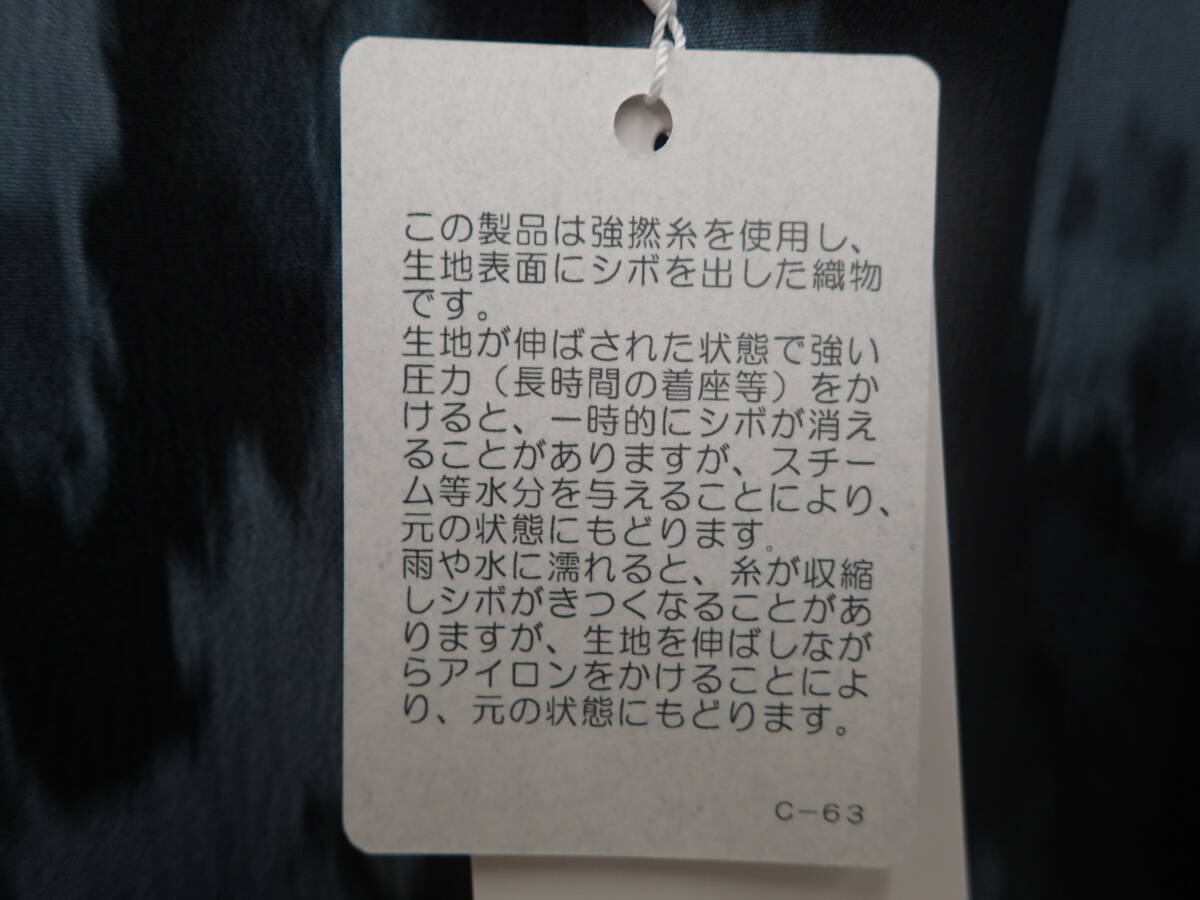 この製品は強撚糸を使用し、
生地表面にシボを出した織物
です。
生地が伸ばされた状態で強い
圧力（長時間の着座等）をか
けると、一時的にシボが消え
ることがありますが、スチー
ム等水分を与えることにより、
元の状態にもどります。
雨や水に濡れると、糸が収縮
しシボがきつくなることがあ
りますが、生地を伸ばしなが
らアイロンをかけることによ
り、元の状態にもどります。
C-63